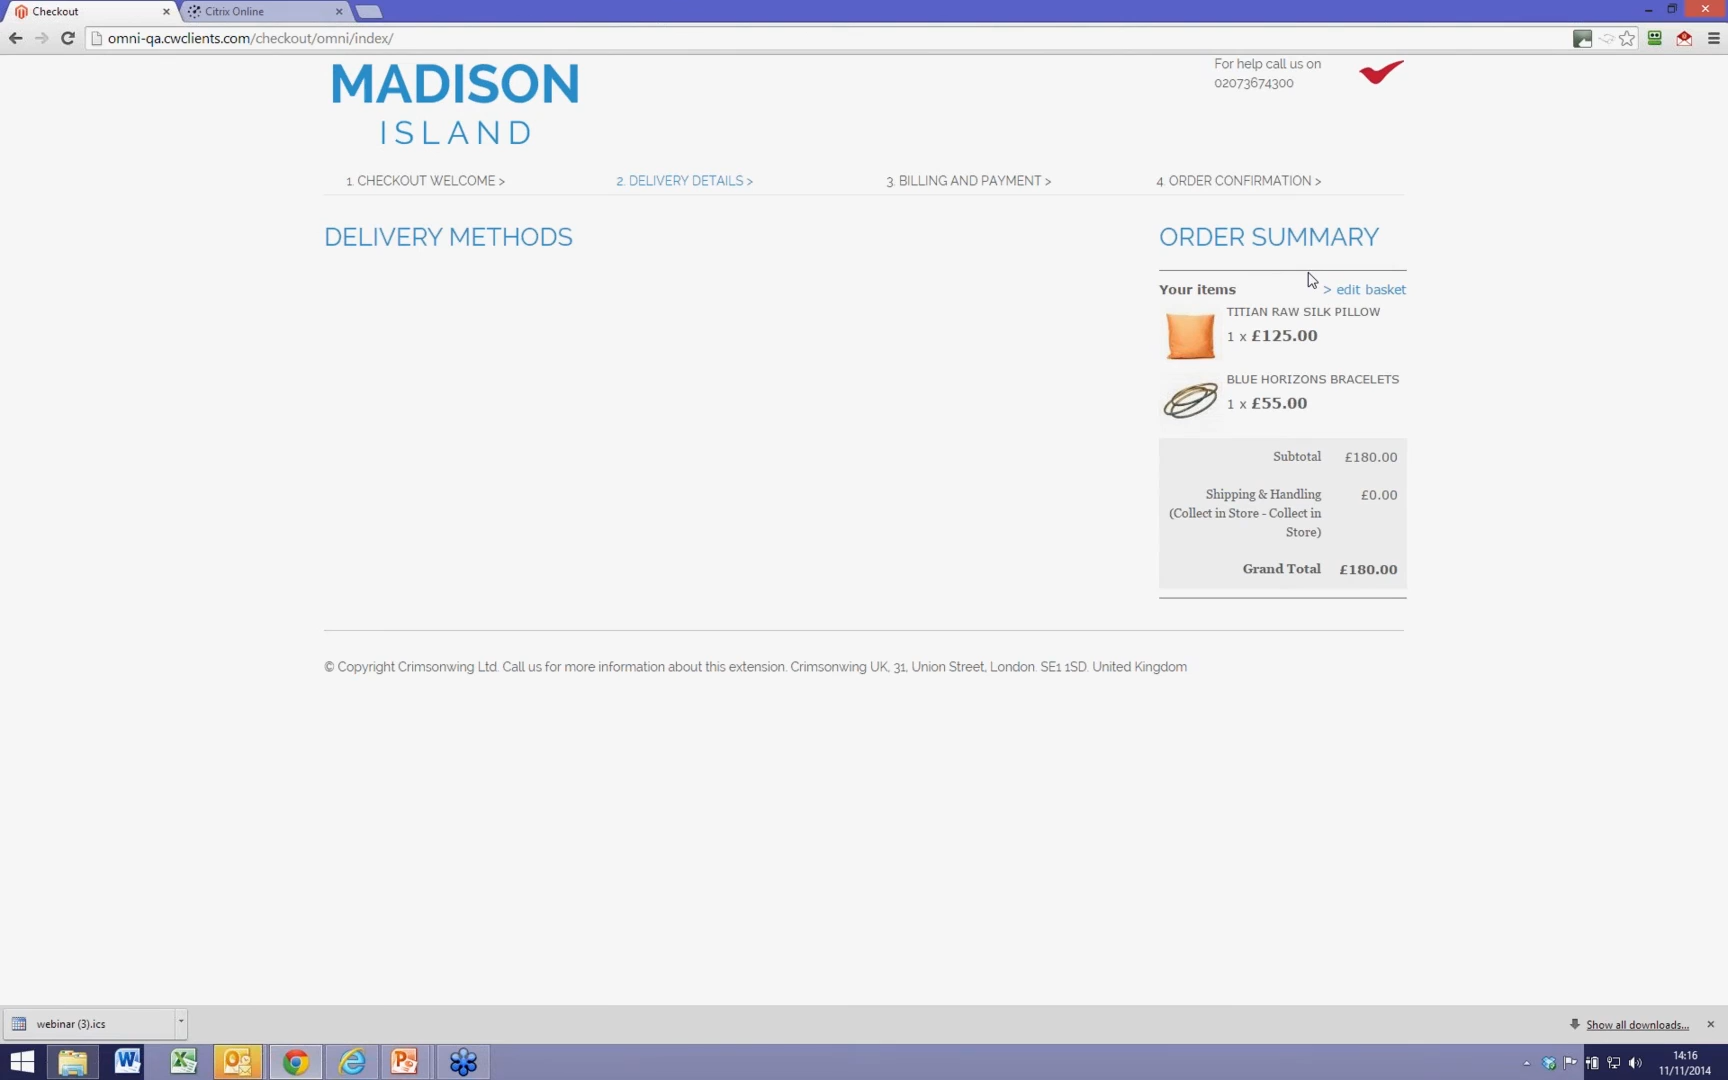 Checkout
Citrix Online
omni-qa.cwclients.com/checkout/omni/index/
MADISON
ISLAND
For help call us on
02073674300
1. CHECKOUT WELCOME >
2. DELIVERY DETAILS >
3. BILLING AND PAYMENT >
4. ORDER CONFIRMATION >
DELIVERY METHODS
ORDER SUMMARY
Your items
> edit basket
TITIAN RAW SILK PILLOW
1 x £125.00
BLUE HORIZONS BRACELETS
1 x £55.00
Subtotal £180.00
Shipping & Handling £0.00
(Collect in Store - Collect in
Store)
Grand Total £180.00
© Copyright Crimsonwing Ltd. Call us for more information about this extension. Crimsonwing UK, 31, Union Street, London. SE1 1SD. United Kingdom
webinar (3).ics
Show all downloads...
14:16
11/11/2014